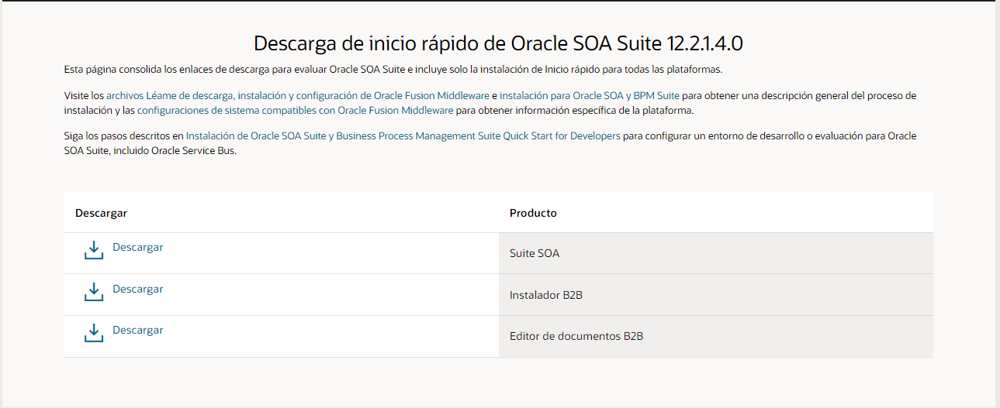 Descarga de inicio rápido de Oracle SOA Suite 12.2.1.4.0
Esta página consolida los enlaces de descarga para evaluar Oracle SOA Suite e incluye solo la instalación de Inicio rápido para todas las plataformas.
Visite los archivos Léame de descarga, instalación y configuración de Oracle Fusion Middleware e instalación para Oracle SOA y BPM Suite para obtener una descripción general del proceso de
instalación y las configuraciones de sistema compatibles con Oracle Fusion Middleware para obtener información específica de la plataforma.
Siga los pasos descritos en Instalación de Oracle SOA Suite y Business Process Management Suite Quick Start for Developers para configurar un entorno de desarrollo o evaluación para Oracle
SOA Suite, incluido Oracle Service Bus.
Descargar Producto
Descargar Suite SOA
Descargar Instalador B2B
Descargar Editor de documentos B2B